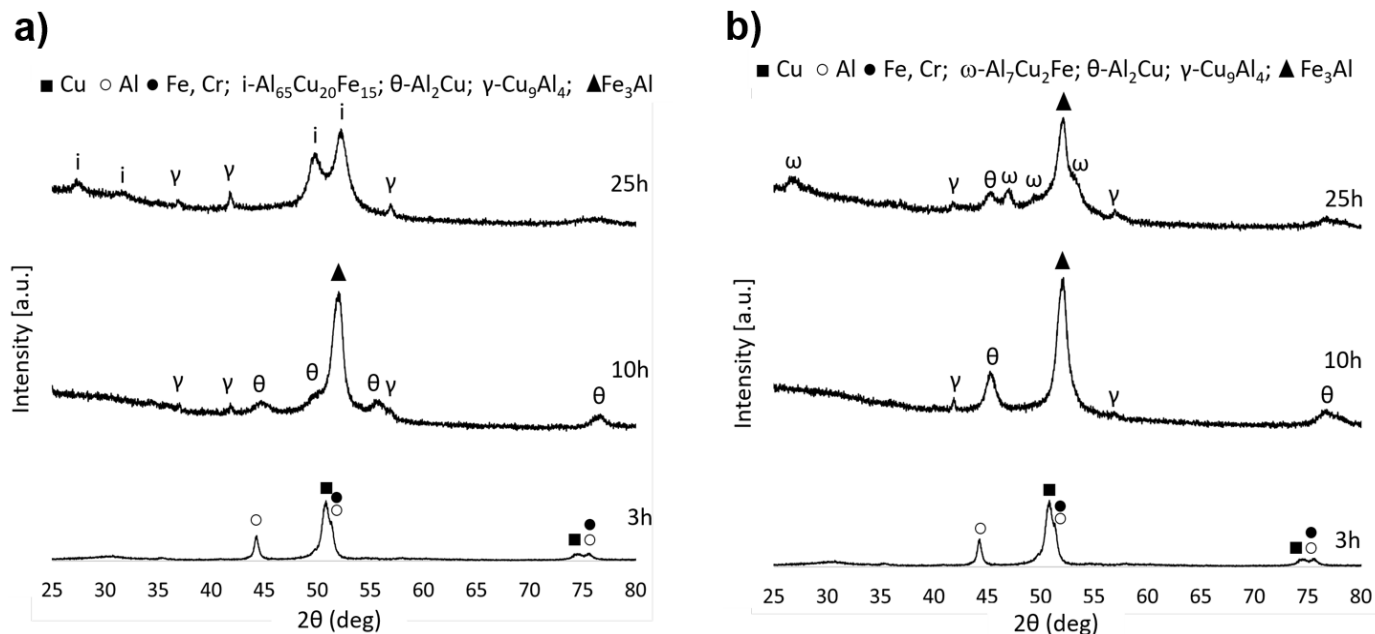 a)
■ Cu ○ Al ● Fe, Cr; i-Al₆₅Cu₂₀Fe₁₅; θ-Al₂Cu; γ-Cu₉Al₄; ▲Fe₃Al
i
i
i
i
γ
γ
γ
25h
▲
γ
γ
θ
θ
θ
γ
θ
10h
○
■
●
○
■
●
○
3h
Intensity [a.u.]
25 30 35 40 45 50 55 60 65 70 75 80
2θ (deg)
b)
■ Cu ○ Al ● Fe, Cr; ω-Al₇Cu₂Fe; θ-Al₂Cu; γ-Cu₉Al₄; ▲ Fe₃Al
▲
ω
γ
θ
ω
ω
ω
γ
25h
▲
γ
θ
γ
θ
10h
○
■
●
○
■
●
○
3h
Intensity [a.u.]
25 30 35 40 45 50 55 60 65 70 75 80
2θ (deg)